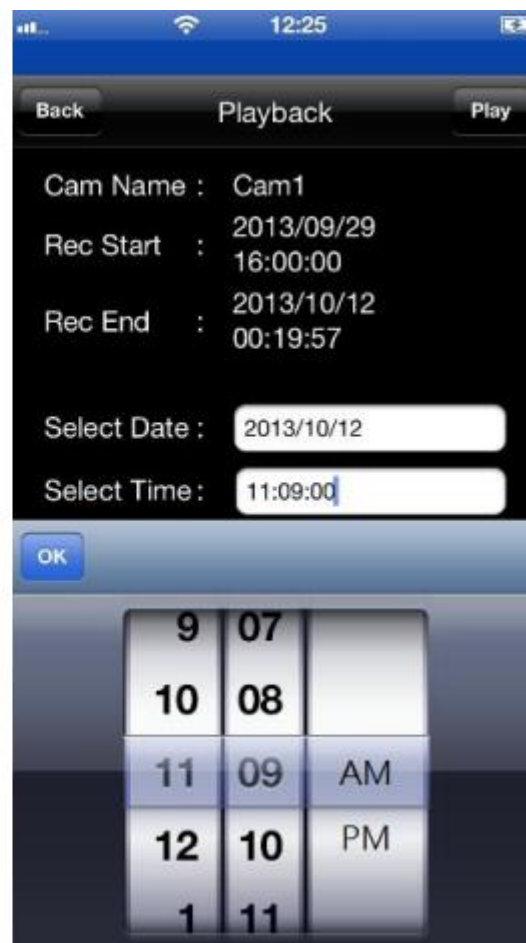 12:25
Back Playback Play
Cam Name : Cam1
Rec Start : 2013/09/29
16:00:00
Rec End : 2013/10/12
00:19:57
Select Date : 2013/10/12
Select Time : 11:09:00
OK
9 07
10 08
11 09 AM
12 10 PM
1 11